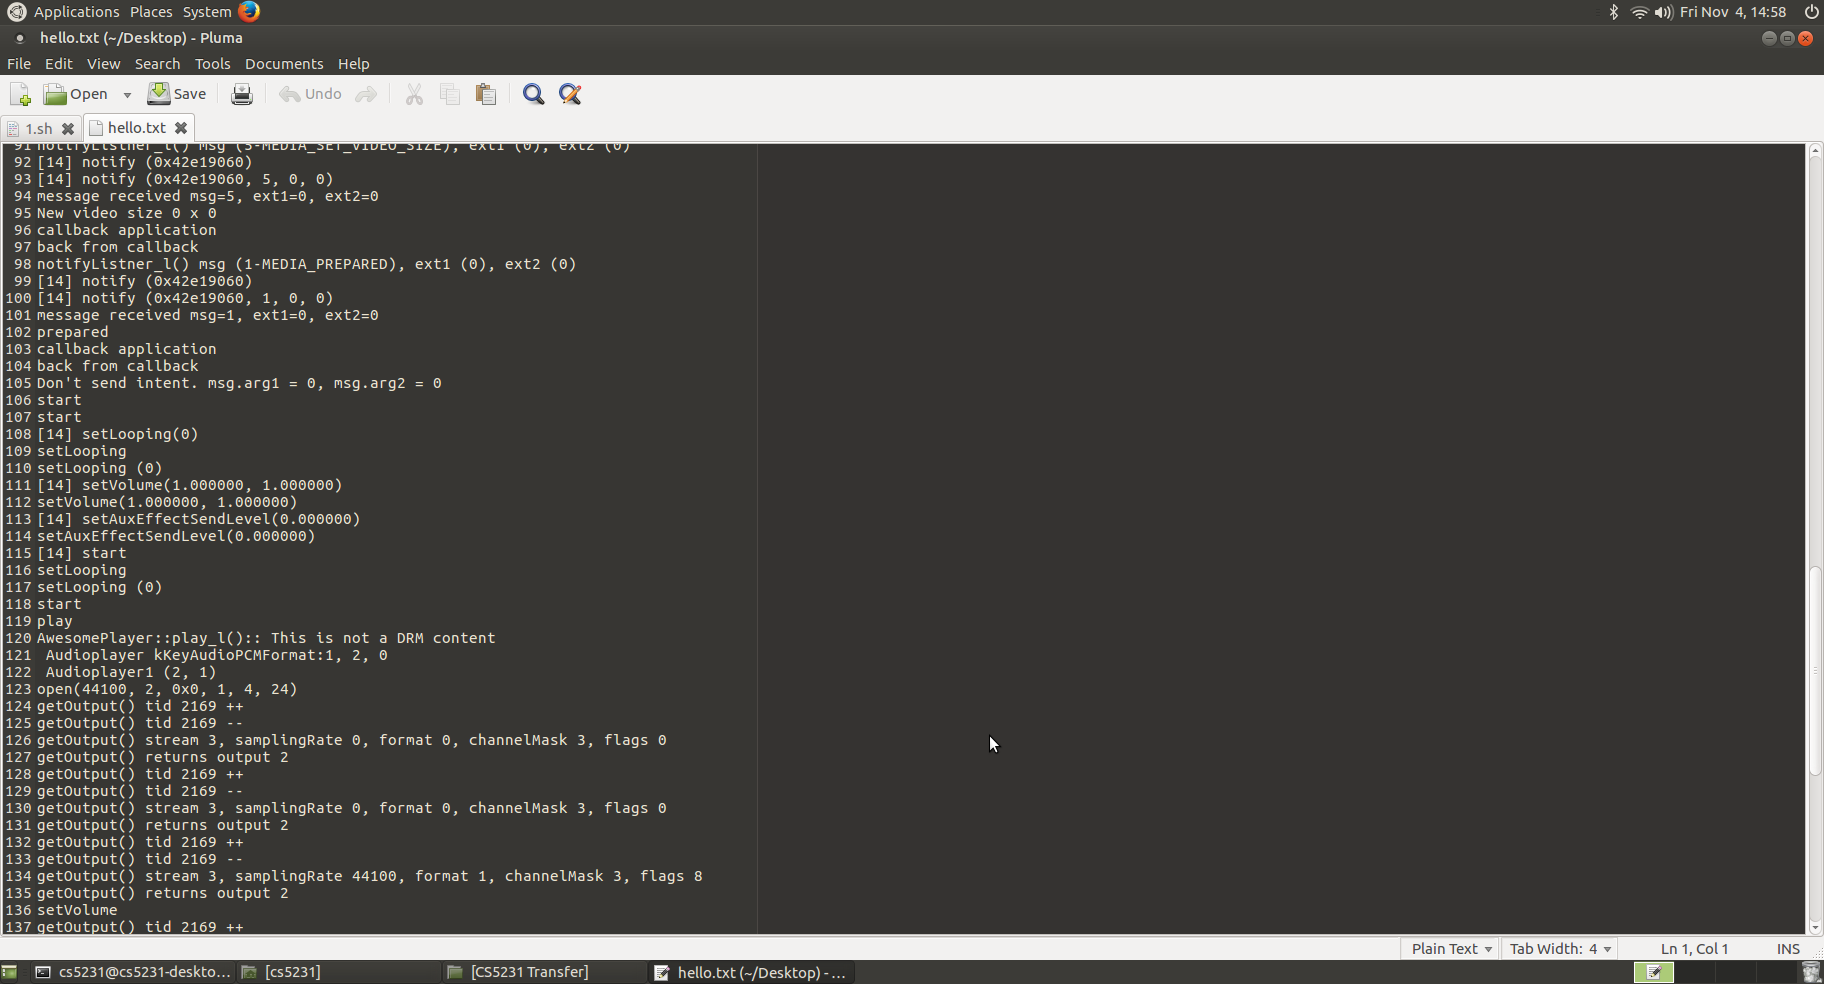 Applications Places System Fri Nov 4, 14:58
hello.txt (~/Desktop) - Pluma
File Edit View Search Tools Documents Help
Open Save Undo
1.sh hello.txt
91 notifyListner_l() msg (5-MEDIA_SET_VIDEO_SIZE), ext1 (0), ext2 (0)
92 [14] notify (0x42e19060)
93 [14] notify (0x42e19060, 5, 0, 0)
94 message received msg=5, ext1=0, ext2=0
95 New video size 0 x 0
96 callback application
97 back from callback
98 notifyListner_l() msg (1-MEDIA_PREPARED), ext1 (0), ext2 (0)
99 [14] notify (0x42e19060)
100 [14] notify (0x42e19060, 1, 0, 0)
101 message received msg=1, ext1=0, ext2=0
102 prepared
103 callback application
104 back from callback
105 Don't send intent. msg.arg1 = 0, msg.arg2 = 0
106 start
107 start
108 [14] setLooping(0)
109 setLooping
110 setLooping (0)
111 [14] setVolume(1.000000, 1.000000)
112 setVolume(1.000000, 1.000000)
113 [14] setAuxEffectSendLevel(0.000000)
114 setAuxEffectSendLevel(0.000000)
115 [14] start
116 setLooping
117 setLooping (0)
118 start
119 play
120 AwesomePlayer::play_l():: This is not a DRM content
121 Audioplayer kKeyAudioPCMFormat:1, 2, 0
122 Audioplayer1 (2, 1)
123 open(44100, 2, 0x0, 1, 4, 24)
124 getOutput() tid 2169 ++
125 getOutput() tid 2169 --
126 getOutput() stream 3, samplingRate 0, format 0, channelMask 3, flags 0
127 getOutput() returns output 2
128 getOutput() tid 2169 ++
129 getOutput() tid 2169 --
130 getOutput() stream 3, samplingRate 0, format 0, channelMask 3, flags 0
131 getOutput() returns output 2
132 getOutput() tid 2169 ++
133 getOutput() tid 2169 --
134 getOutput() stream 3, samplingRate 44100, format 1, channelMask 3, flags 8
135 getOutput() returns output 2
136 setVolume
137 getOutput() tid 2169 ++
Plain Text Tab Width: 4 Ln 1, Col 1 INS
cs5231@cs5231-deskto... [cs5231] [CS5231 Transfer] hello.txt (~/Desktop) -...